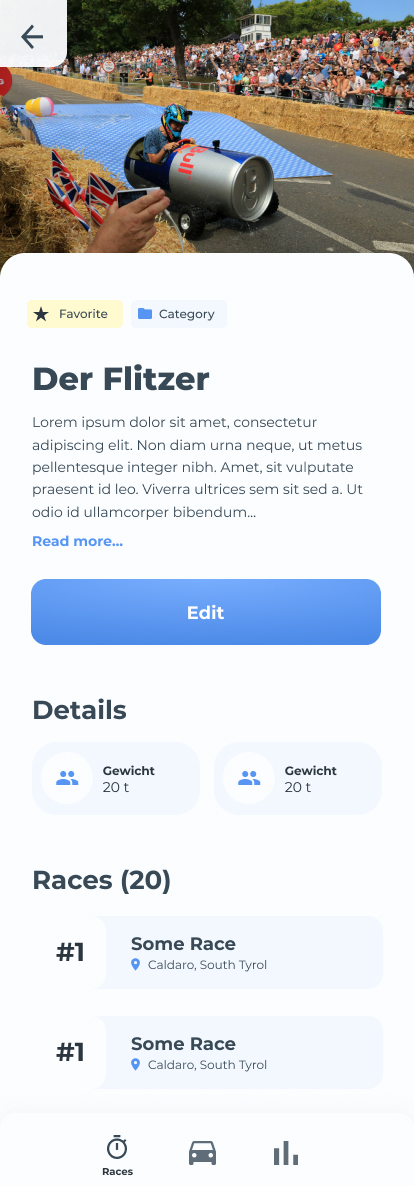 Bull
Favorite
Category
Der Flitzer
Lorem ipsum dolor sit amet, consectetur
adipiscing elit. Non diam urna neque, ut metus
pellentesque integer nibh. Amet, sit vulputate
praesent id leo. Viverra ultrices sem sit sed a. Ut
odio id ullamcorper bibendum...
Read more...
Edit
Details
Gewicht
20 t
Gewicht
20 t
Races (20)
#1
Some Race
Caldaro, South Tyrol
#1
Some Race
Caldaro, South Tyrol
Races